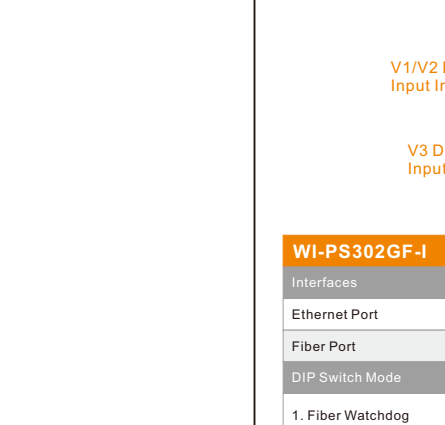 V1/V2
Input
V3
Input
WI-PS302GF-I
Interfaces
Ethernet Port
Fiber Port
DIP Switch Mode
1. Fiber Watchdog